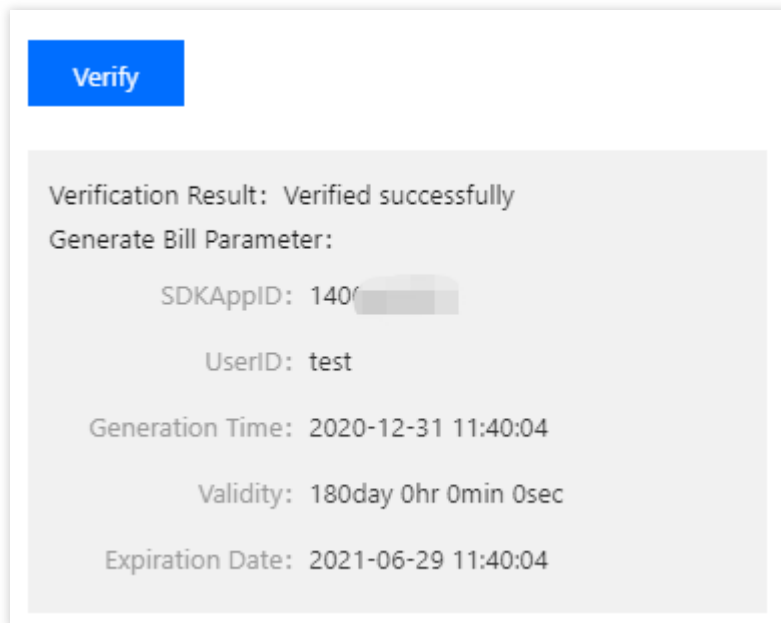 Verify
Verification Result: Verified successfully
Generate Bill Parameter:
SDKAppID: 140
UserID: test
Generation Time: 2020-12-31 11:40:04
Validity: 180day 0hr 0min 0sec
Expiration Date: 2021-06-29 11:40:04